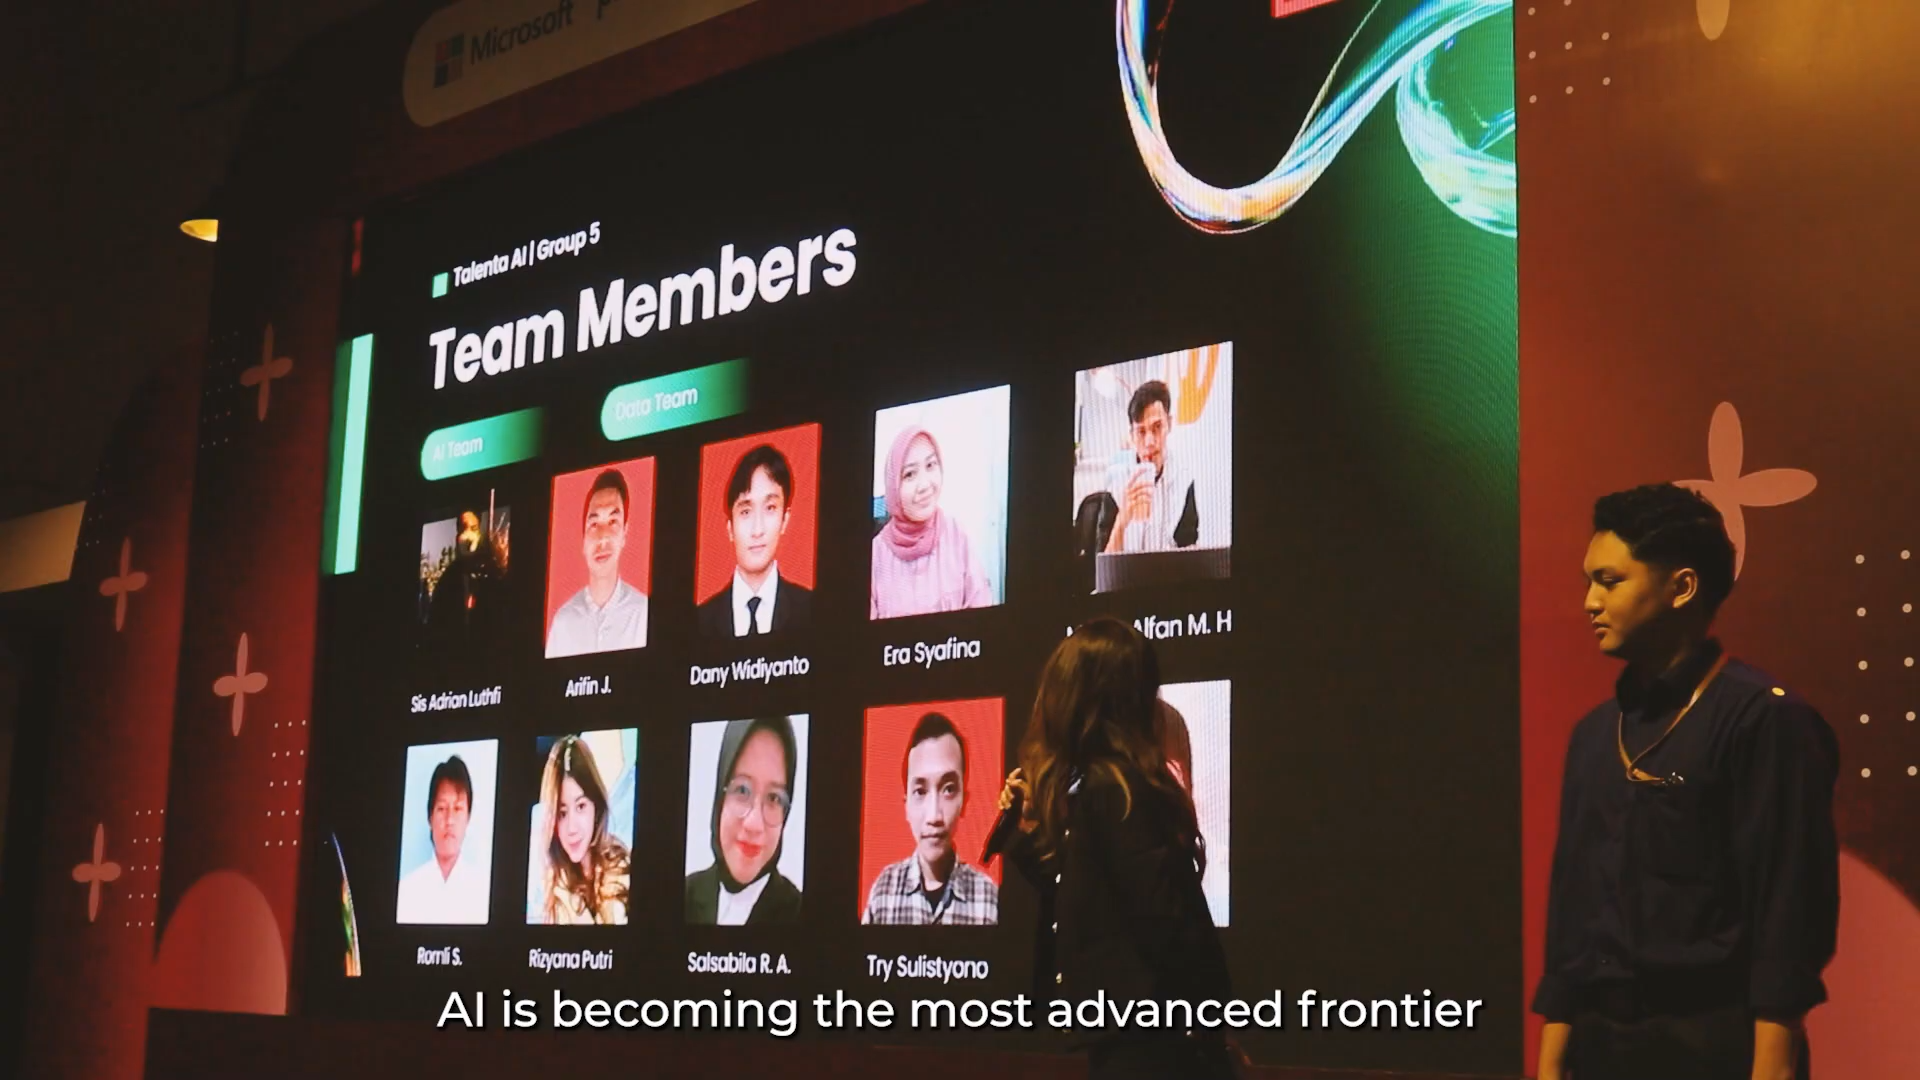 Microsoft
Talenta AI | Group 5
Team Members
AI Team
Data Team
Sis Adrian Luthfi
Arifin J.
Dany Widiyanto
Era Syafina
Alfan M. H
Romli S.
Rizyana Putri
Salsabila R. A.
Try Sulistyono
AI is becoming the most advanced frontier